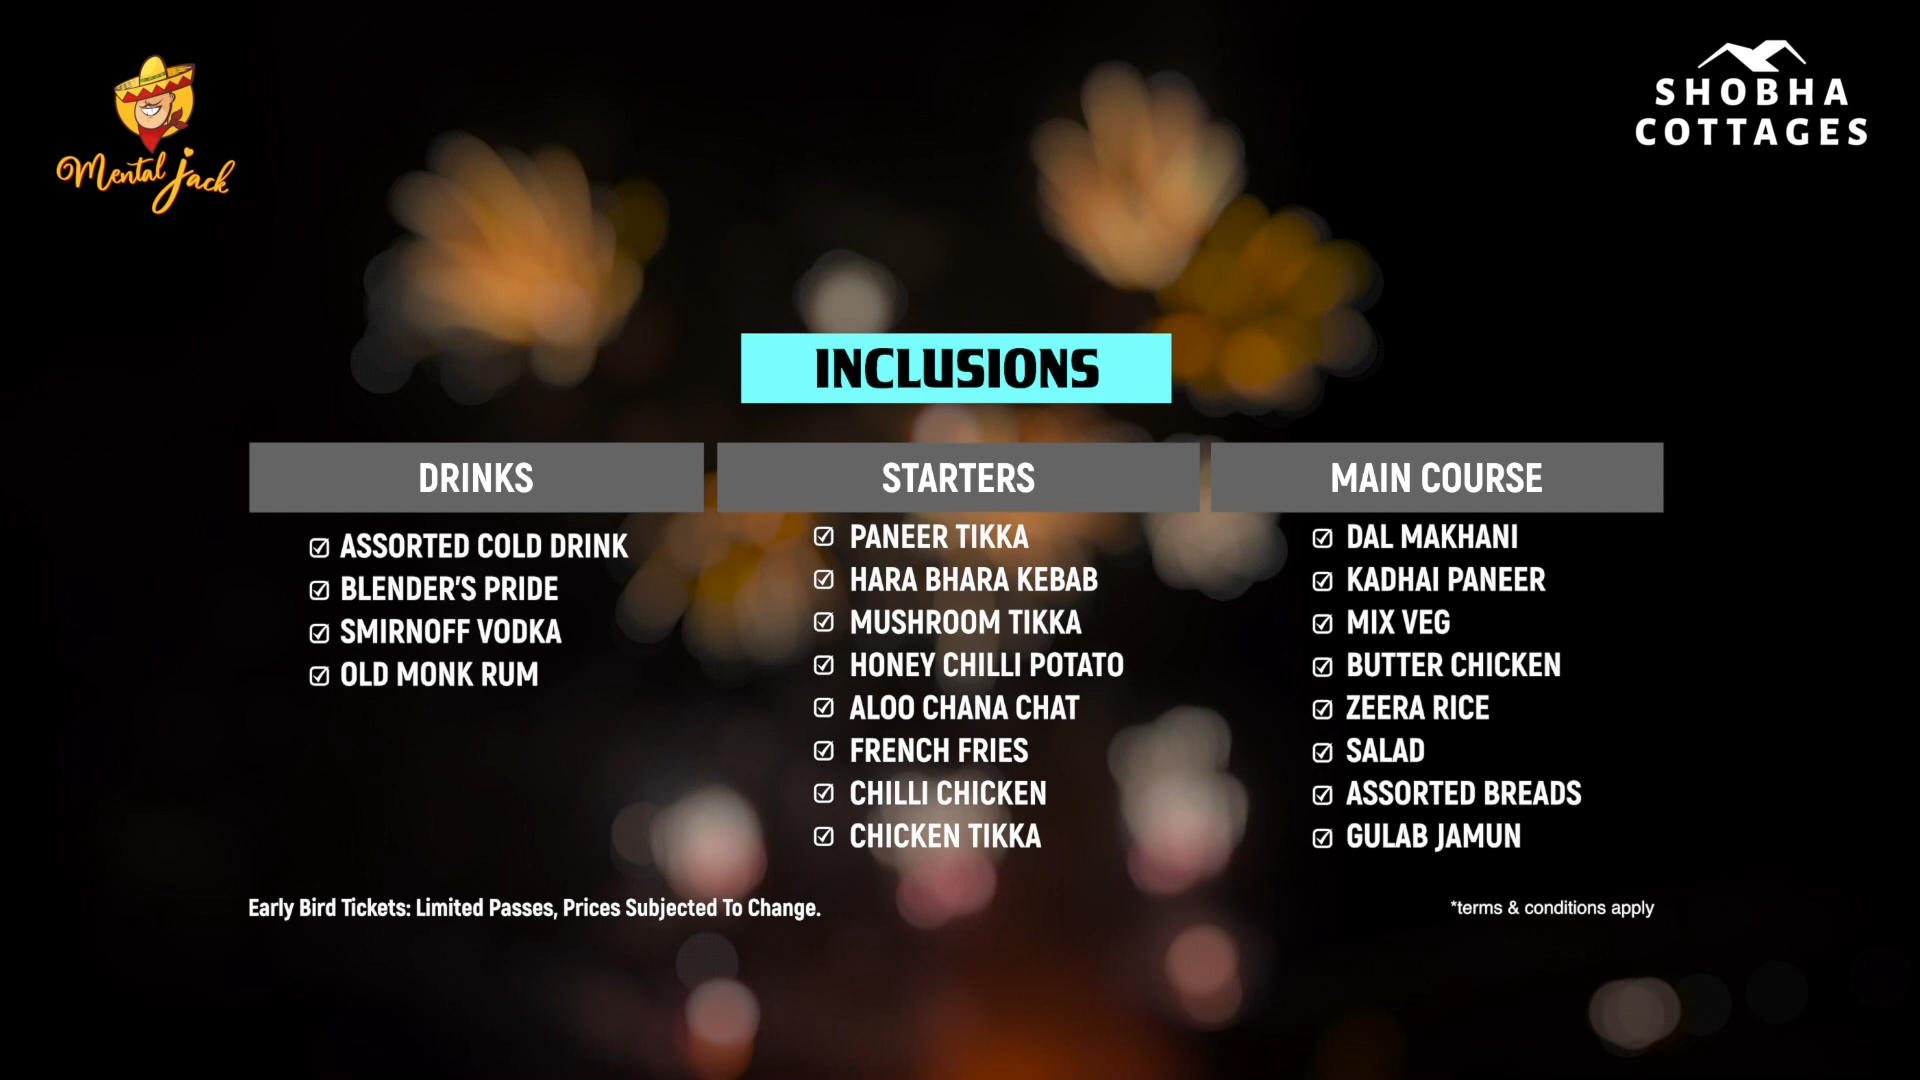 Mental Jack
SHOBHA
COTTAGES
INCLUSIONS
DRINKS
ASSORTED COLD DRINK
BLENDER'S PRIDE
SMIRNOFF VODKA
OLD MONK RUM
STARTERS
PANEER TIKKA
HARA BHARA KEBAB
MUSHROOM TIKKA
HONEY CHILLI POTATO
ALOO CHANA CHAT
FRENCH FRIES
CHILLI CHICKEN
CHICKEN TIKKA
MAIN COURSE
DAL MAKHANI
KADHAI PANEER
MIX VEG
BUTTER CHICKEN
ZEERA RICE
SALAD
ASSORTED BREADS
GULAB JAMUN
Early Bird Tickets: Limited Passes, Prices Subjected To Change.
*terms & conditions apply